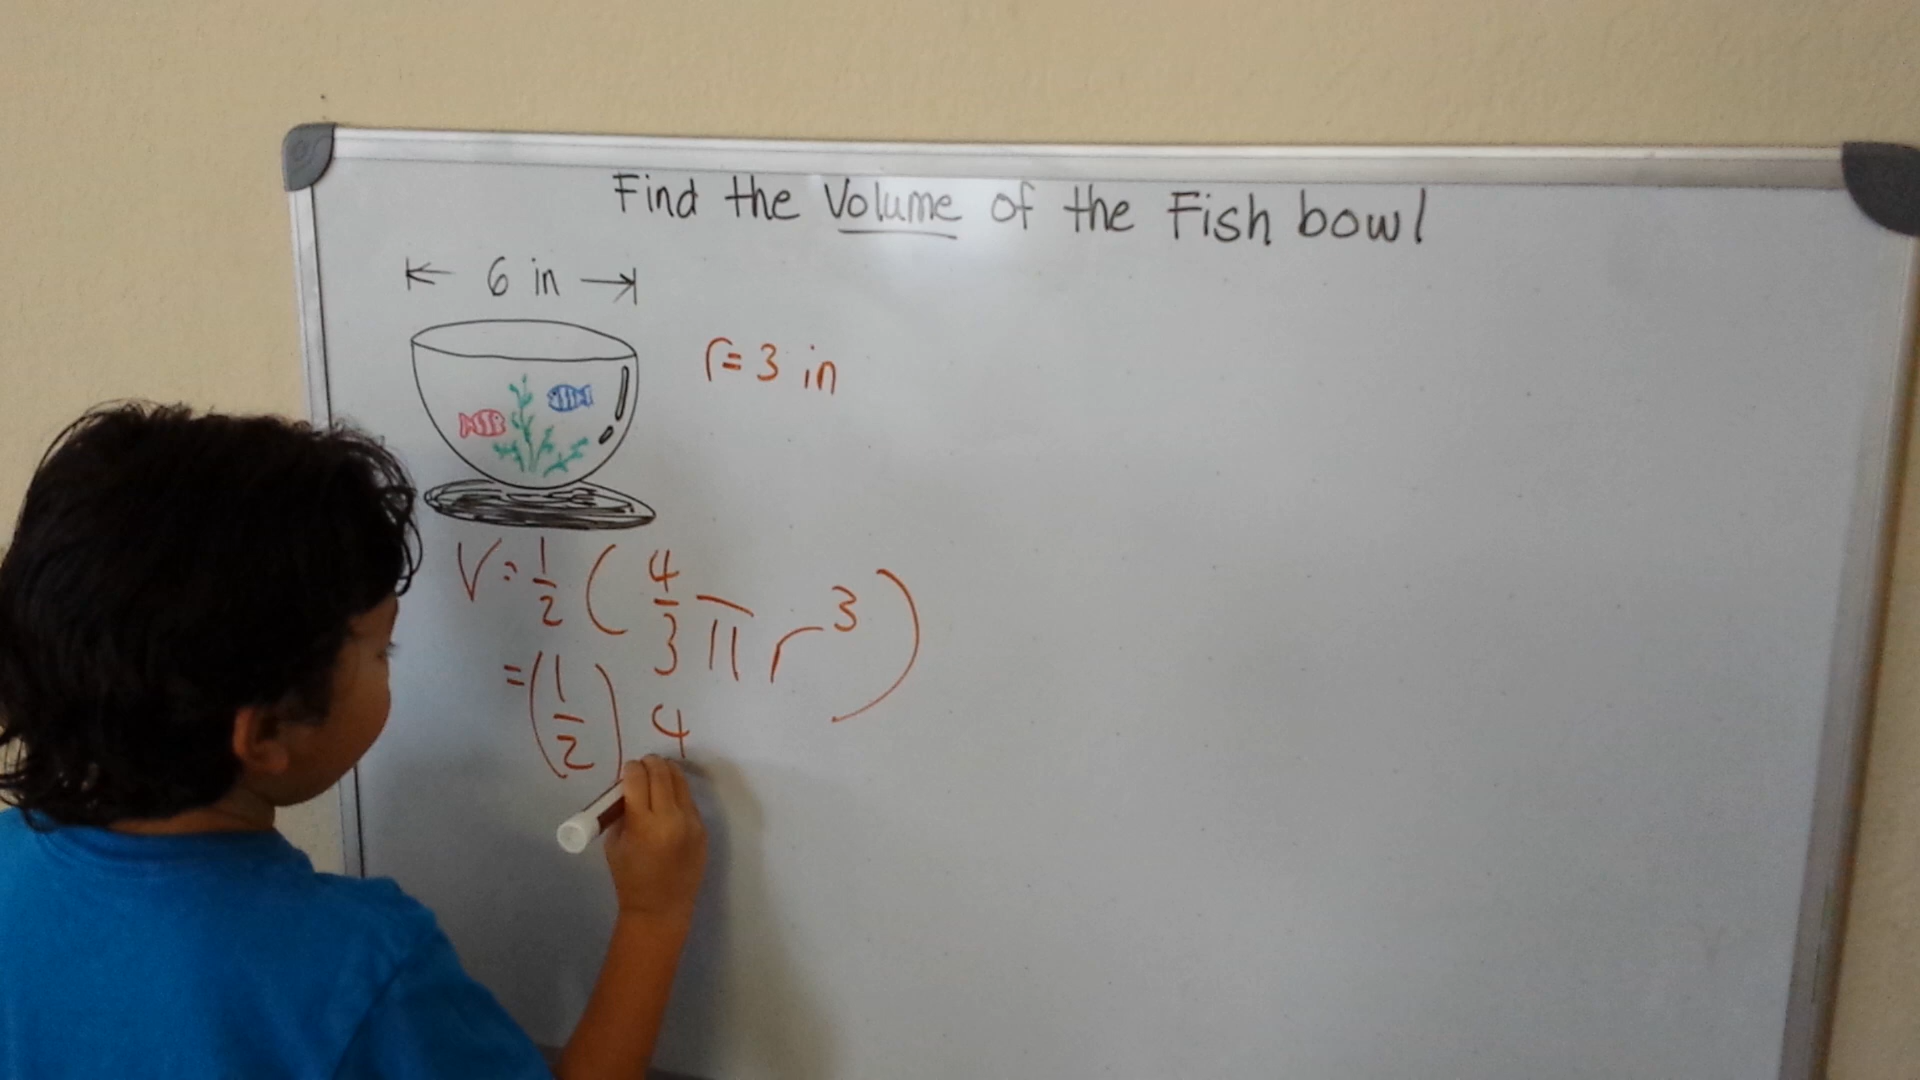 Find the Volume of the Fish bowl
6 in
r = 3 in
V = 1/2 ( 4/3 π r³ )
= (1/2) 4